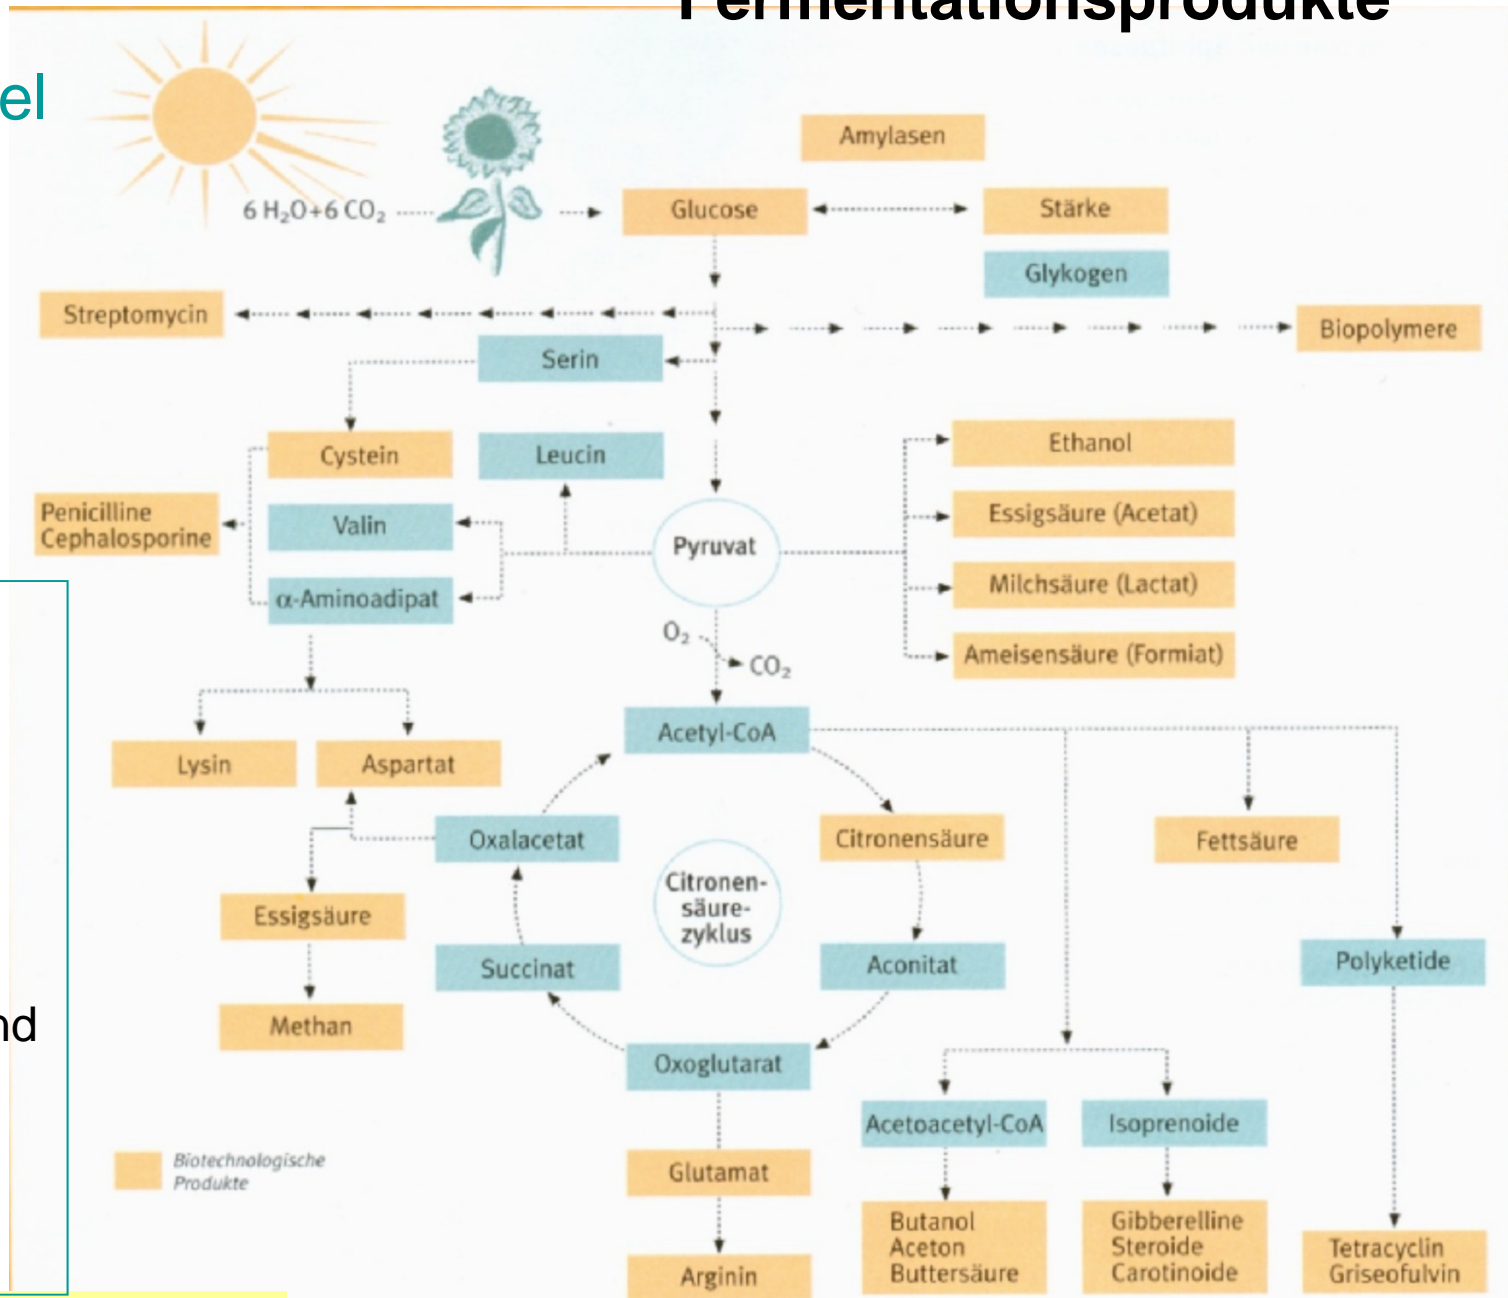 Fermentationsprodukte
el
Amylasen
6 H₂O+6 CO₂
Glucose
Stärke
Glykogen
Streptomycin
Biopolymere
Serin
Cystein
Leucin
Ethanol
Penicilline
Cephalosporine
Valin
Essigsäure (Acetat)
Pyruvat
α-Aminoadipat
Milchsäure (Lactat)
O₂
CO₂
Ameisensäure (Formiat)
Acetyl-CoA
Lysin
Aspartat
Oxalacetat
Citronensäure
Fettsäure
Citronen-
säure-
zyklus
Essigsäure
Succinat
Aconitat
Polyketide
Methan
nd
Oxoglutarat
Acetoacetyl-CoA
Isoprenoide
Biotechnologische
Produkte
Glutamat
Butanol
Aceton
Buttersäure
Gibberelline
Steroide
Carotinoide
Tetracyclin
Griseofulvin
Arginin